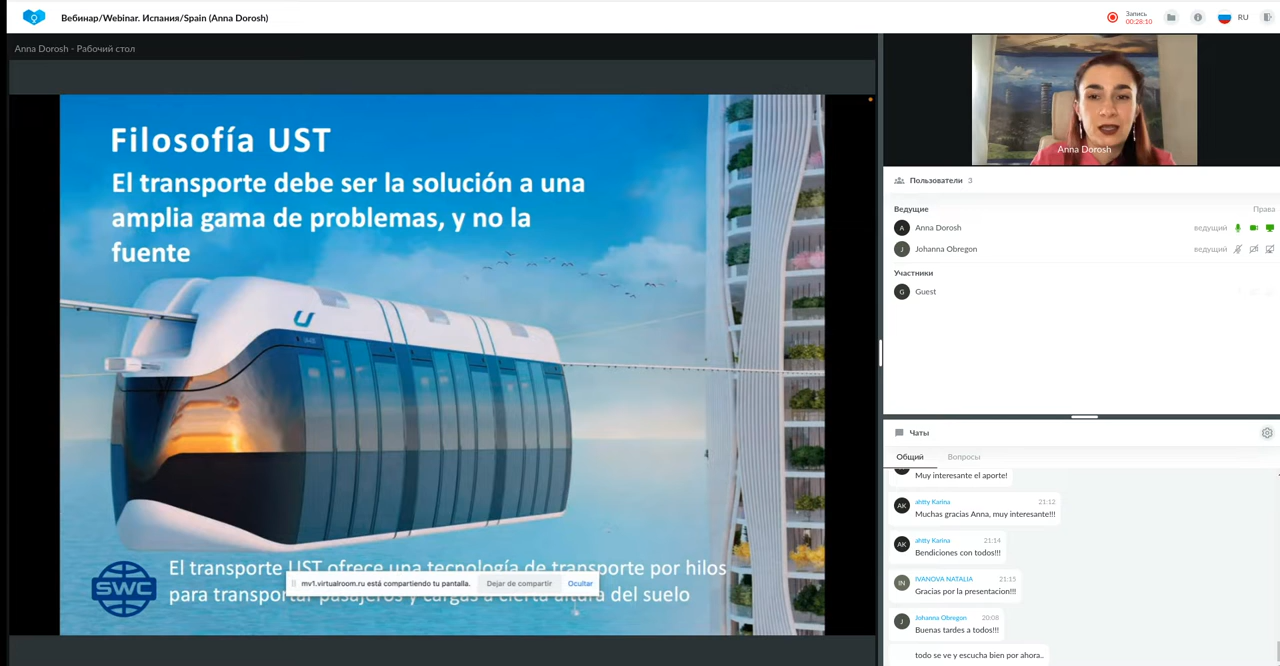 Вебинар/Webinar. Испания/Spain (Anna Dorosh)
Запись
00:28:10
RU
Anna Dorosh - Рабочий стол
Filosofía UST
El transporte debe ser la solución a una
amplia gama de problemas, y no la
fuente
U
SWC
El transporte UST ofrece una tecnología de transporte por hilos
para transportar pasajeros y cargas a cierta altura del suelo
mv1.virtualroom.ru está compartiendo tu pantalla.
Dejar de compartir
Ocultar
Anna Dorosh
Пользователи 3
Ведущие
Права
A Anna Dorosh ведущий
J Johanna Obregon ведущий
Участники
G Guest
Чаты
Общий Вопросы
Muy interesante el aporte!
AK ahtty Karina 21:12
Muchas gracias Anna, muy interesante!!!
AK ahtty Karina 21:14
Bendiciones con todos!!!
IN IVANOVA NATALIA 21:15
Gracias por la presentacion!!!
J Johanna Obregon 20:08
Buenas tardes a todos!!!
todo se ve y escucha bien por ahora..